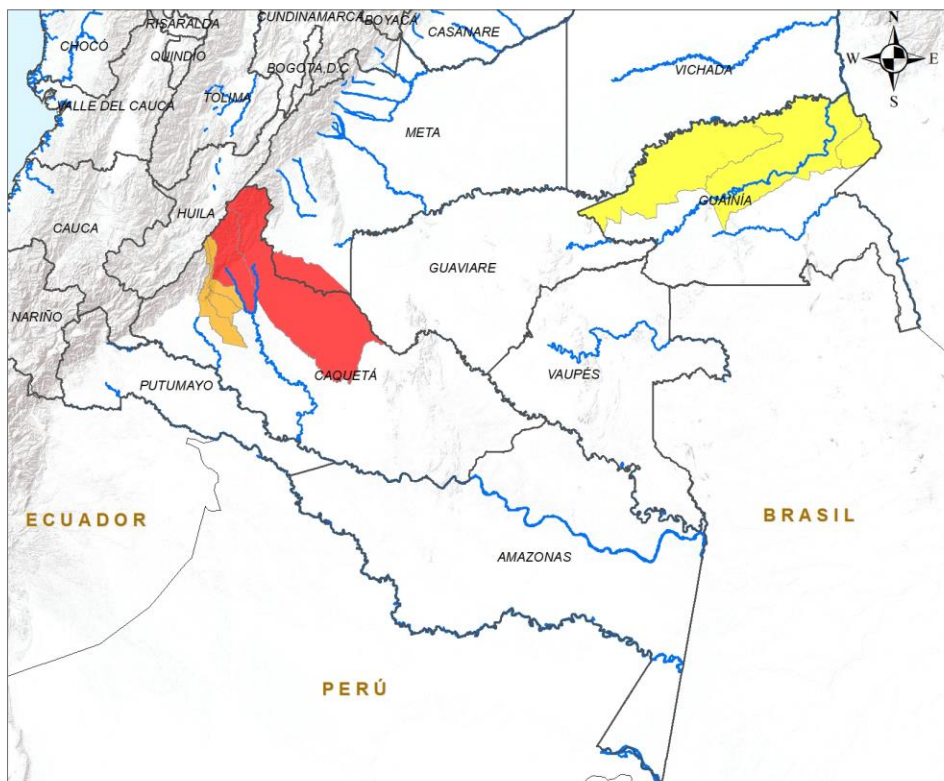 RISARALDA
CUNDINAMARCA
BOYACÁ
CASANARE
CHOCÓ
QUINDÍO
BOGOTÁ, D.C
VICHADA
N
W
E
S
VALLE DEL CAUCA
TOLIMA
META
HUILA
GUAINÍA
CAUCA
GUAVIARE
NARIÑO
PUTUMAYO
CAQUETÁ
VAUPÉS
ECUADOR
BRASIL
AMAZONAS
PERÚ